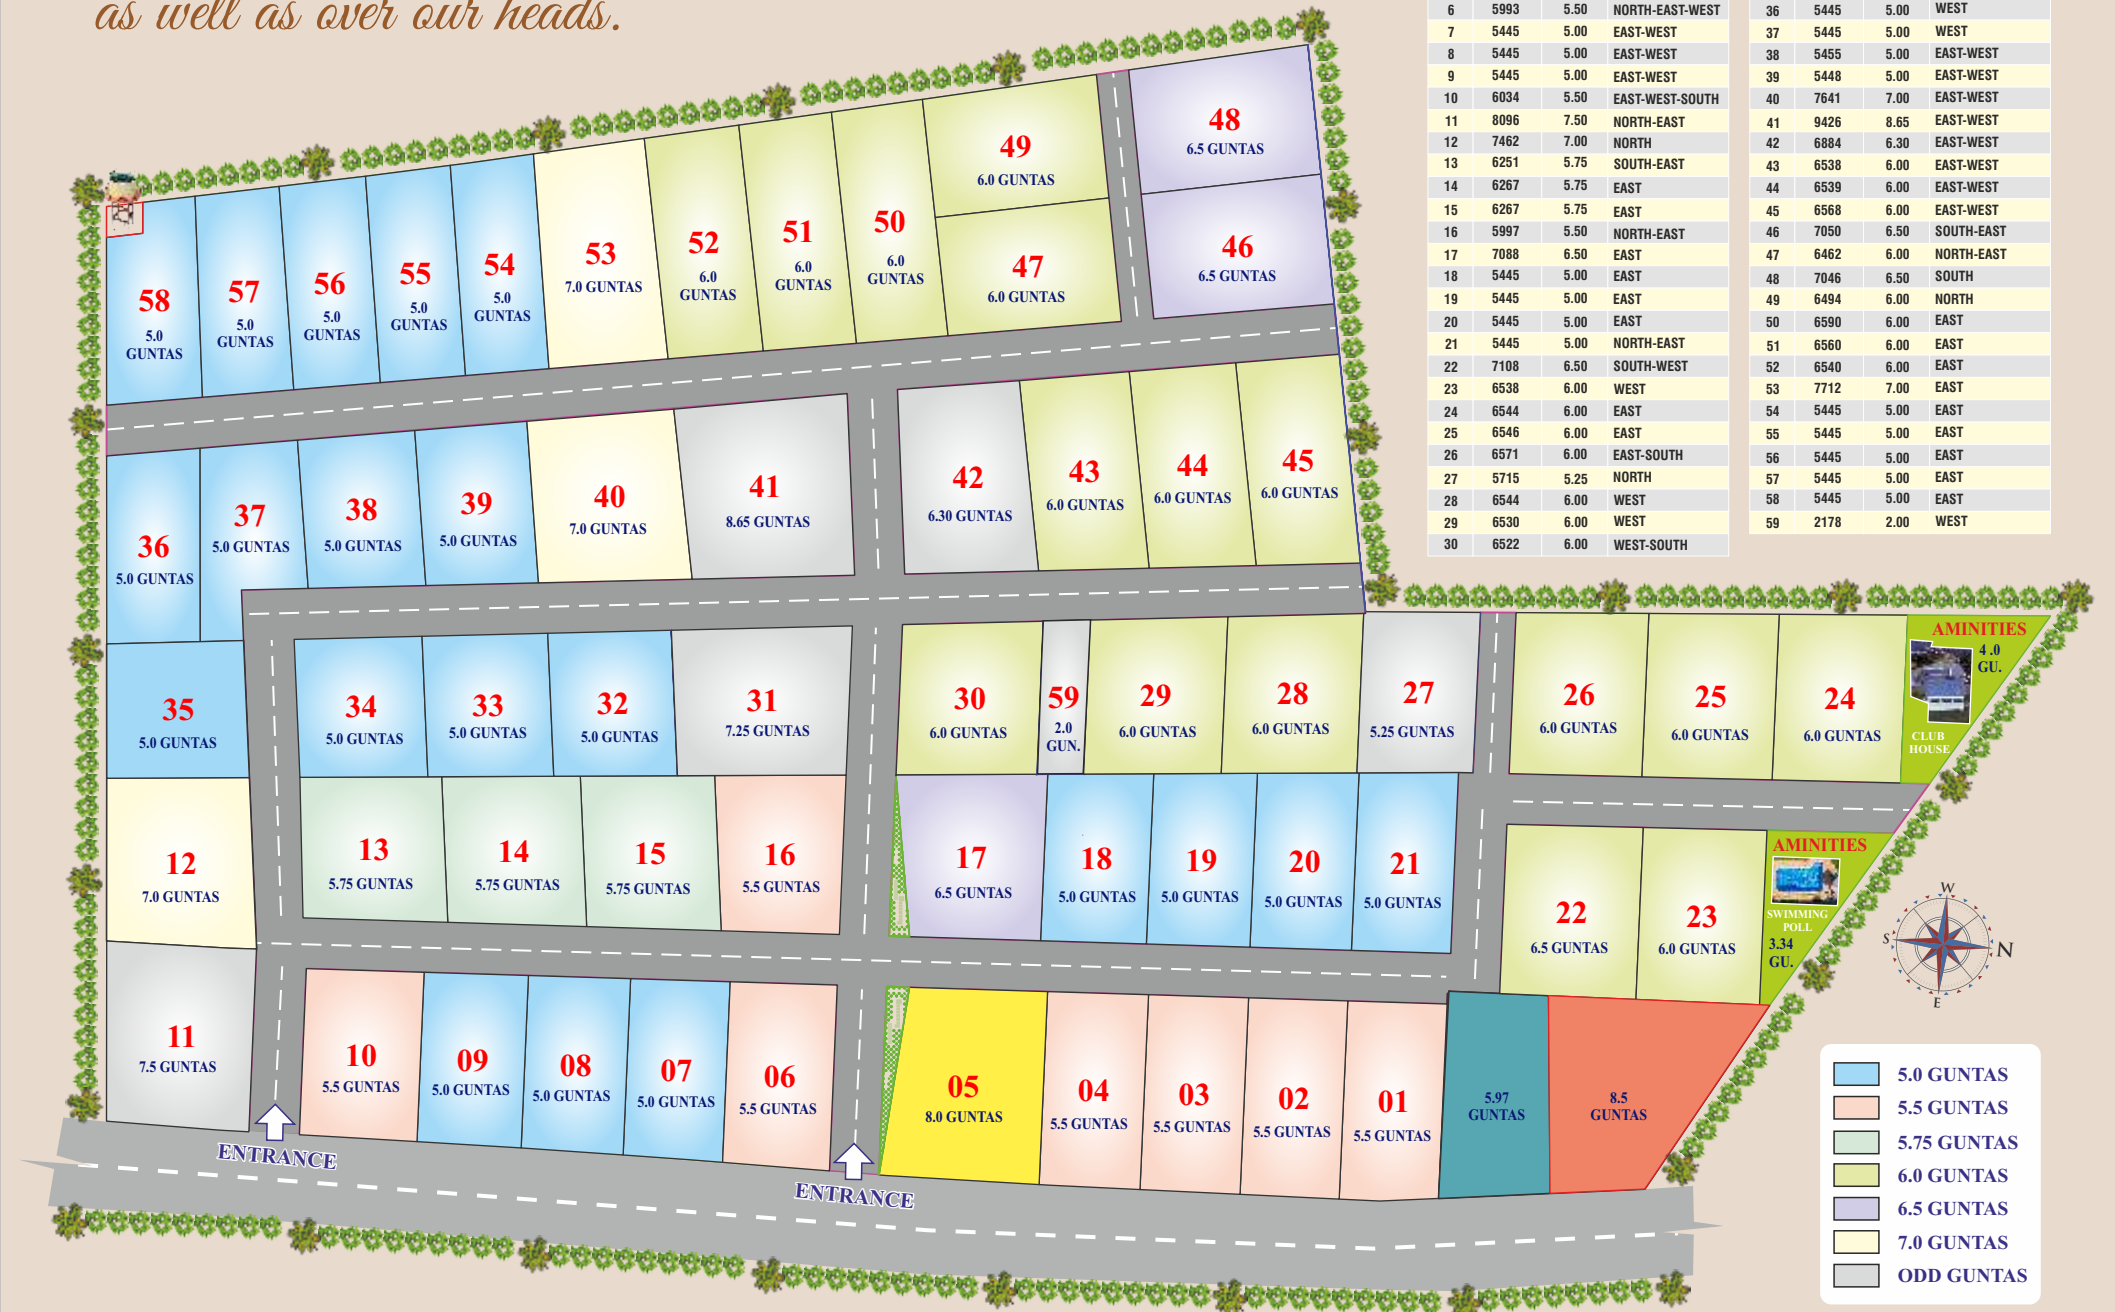 as well as over our heads.
6 5993 5.50 NORTH-EAST-WEST
7 5445 5.00 EAST-WEST
8 5445 5.00 EAST-WEST
9 5445 5.00 EAST-WEST
10 6034 5.50 EAST-WEST-SOUTH
11 8096 7.50 NORTH-EAST
12 7462 7.00 NORTH
13 6251 5.75 SOUTH-EAST
14 6267 5.75 EAST
15 6267 5.75 EAST
16 5997 5.50 NORTH-EAST
17 7088 6.50 EAST
18 5445 5.00 EAST
19 5445 5.00 EAST
20 5445 5.00 EAST
21 5445 5.00 NORTH-EAST
22 7108 6.50 SOUTH-WEST
23 6538 6.00 WEST
24 6544 6.00 EAST
25 6546 6.00 EAST
26 6571 6.00 EAST-SOUTH
27 5715 5.25 NORTH
28 6544 6.00 WEST
29 6530 6.00 WEST
30 6522 6.00 WEST-SOUTH
36 5445 5.00 WEST
37 5445 5.00 WEST
38 5455 5.00 EAST-WEST
39 5448 5.00 EAST-WEST
40 7641 7.00 EAST-WEST
41 9426 8.65 EAST-WEST
42 6884 6.30 EAST-WEST
43 6538 6.00 EAST-WEST
44 6539 6.00 EAST-WEST
45 6568 6.00 EAST-WEST
46 7050 6.50 SOUTH-EAST
47 6462 6.00 NORTH-EAST
48 7046 6.50 SOUTH
49 6494 6.00 NORTH
50 6590 6.00 EAST
51 6560 6.00 EAST
52 6540 6.00 EAST
53 7712 7.00 EAST
54 5445 5.00 EAST
55 5445 5.00 EAST
56 5445 5.00 EAST
57 5445 5.00 EAST
58 5445 5.00 EAST
59 2178 2.00 WEST
58
5.0
GUNTAS
57
5.0
GUNTAS
56
5.0
GUNTAS
55
5.0
GUNTAS
54
5.0
GUNTAS
53
7.0 GUNTAS
52
6.0
GUNTAS
51
6.0
GUNTAS
50
6.0
GUNTAS
49
6.0 GUNTAS
47
6.0 GUNTAS
48
6.5 GUNTAS
46
6.5 GUNTAS
36
5.0 GUNTAS
37
5.0 GUNTAS
38
5.0 GUNTAS
39
5.0 GUNTAS
40
7.0 GUNTAS
41
8.65 GUNTAS
42
6.30 GUNTAS
43
6.0 GUNTAS
44
6.0 GUNTAS
45
6.0 GUNTAS
35
5.0 GUNTAS
34
5.0 GUNTAS
33
5.0 GUNTAS
32
5.0 GUNTAS
31
7.25 GUNTAS
30
6.0 GUNTAS
59
2.0
GUN.
29
6.0 GUNTAS
28
6.0 GUNTAS
27
5.25 GUNTAS
26
6.0 GUNTAS
25
6.0 GUNTAS
24
6.0 GUNTAS
AMINITIES
4 .0
GU.
CLUB
HOUSE
12
7.0 GUNTAS
13
5.75 GUNTAS
14
5.75 GUNTAS
15
5.75 GUNTAS
16
5.5 GUNTAS
17
6.5 GUNTAS
18
5.0 GUNTAS
19
5.0 GUNTAS
20
5.0 GUNTAS
21
5.0 GUNTAS
22
6.5 GUNTAS
23
6.0 GUNTAS
AMINITIES
SWIMMING
POLL
3.34
GU.
W
S
N
E
11
7.5 GUNTAS
10
5.5 GUNTAS
09
5.0 GUNTAS
08
5.0 GUNTAS
07
5.0 GUNTAS
06
5.5 GUNTAS
05
8.0 GUNTAS
04
5.5 GUNTAS
03
5.5 GUNTAS
02
5.5 GUNTAS
01
5.5 GUNTAS
5.97
GUNTAS
8.5
GUNTAS
ENTRANCE
ENTRANCE
5.0 GUNTAS
5.5 GUNTAS
5.75 GUNTAS
6.0 GUNTAS
6.5 GUNTAS
7.0 GUNTAS
ODD GUNTAS